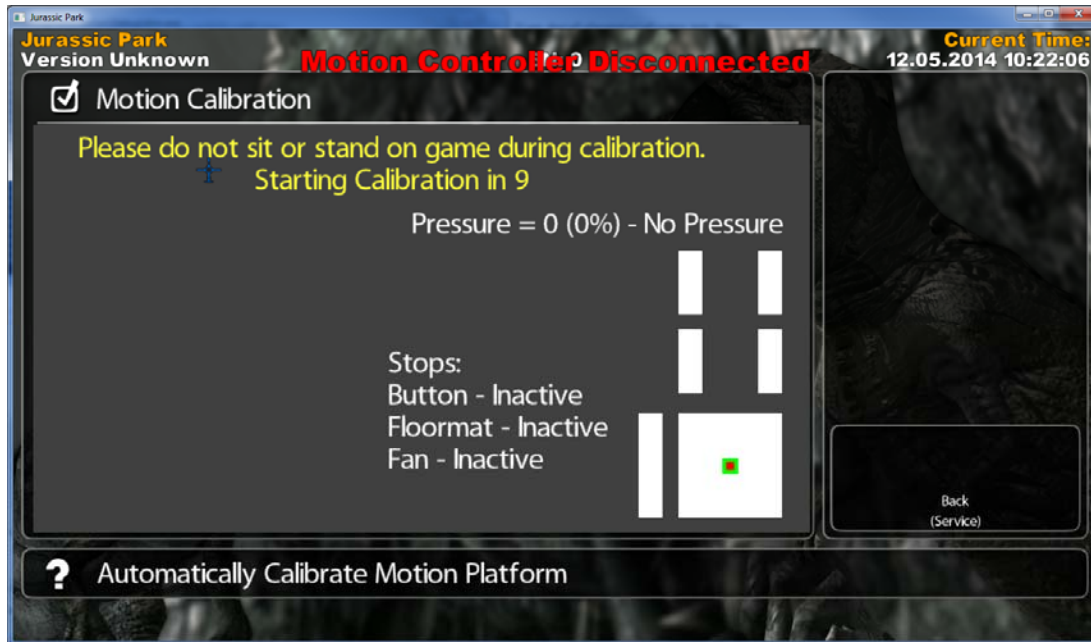 Jurassic Park
Jurassic Park
Version Unknown
Motion Controller Disconnected
Current Time:
12.05.2014 10:22:06
Motion Calibration
Please do not sit or stand on game during calibration.
Starting Calibration in 9
Pressure = 0 (0%) - No Pressure
Stops:
Button - Inactive
Floormat - Inactive
Fan - Inactive
Back
(Service)
? Automatically Calibrate Motion Platform